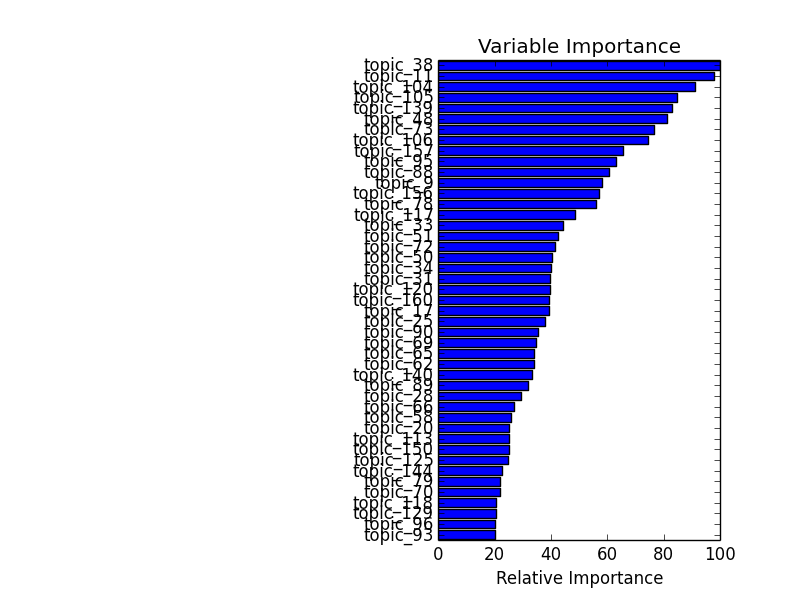 Variable Importance
topic_38
topic_11
topic_104
topic_105
topic_139
topic_48
topic_73
topic_106
topic_157
topic_95
topic_88
topic_9
topic_156
topic_78
topic_117
topic_33
topic_51
topic_72
topic_50
topic_34
topic_31
topic_120
topic_160
topic_17
topic_25
topic_90
topic_69
topic_65
topic_62
topic_140
topic_89
topic_28
topic_66
topic_58
topic_20
topic_113
topic_150
topic_125
topic_144
topic_79
topic_70
topic_118
topic_129
topic_96
topic_93
0 20 40 60 80 100
Relative Importance